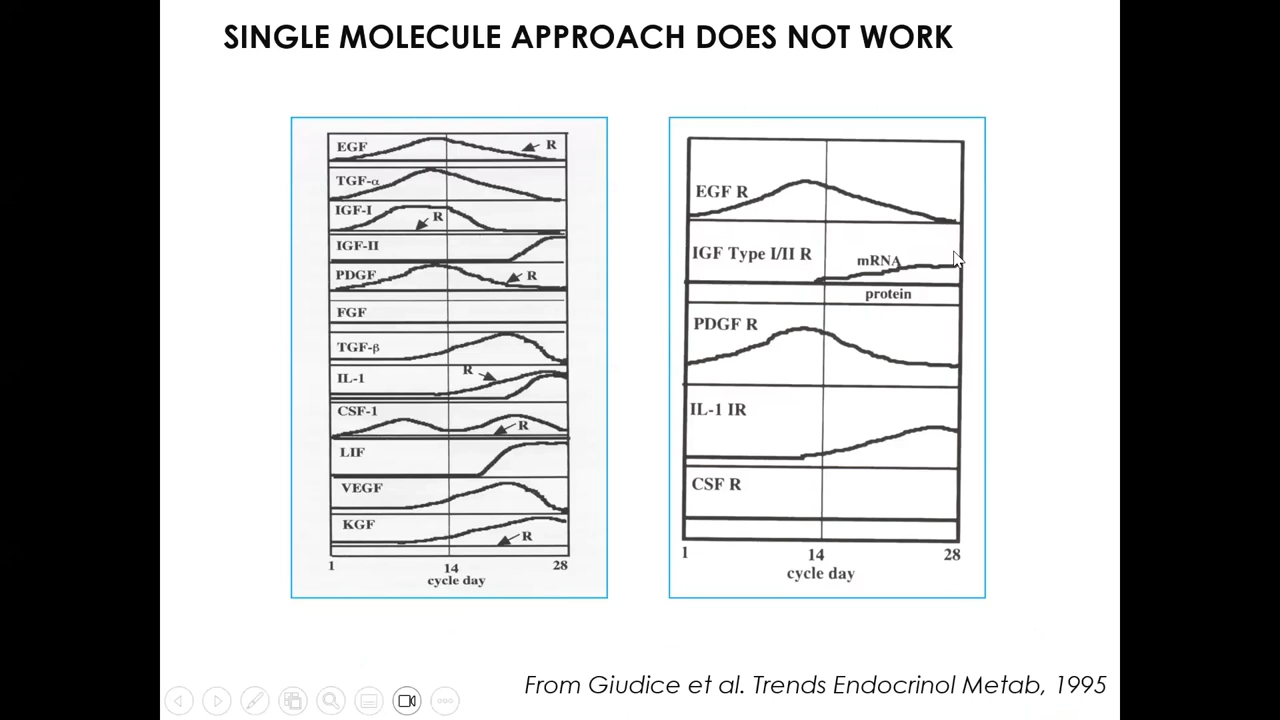 SINGLE MOLECULE APPROACH DOES NOT WORK
EGF
R
TGF-α
IGF-I
R
IGF-II
PDGF
R
FGF
TGF-β
R
IL-1
CSF-1
R
LIF
VEGF
KGF
R
1
14
28
cycle day
EGF R
IGF Type I/II R
mRNA
protein
PDGF R
IL-1 IR
CSF R
1
14
28
cycle day
From Giudice et al. Trends Endocrinol Metab, 1995